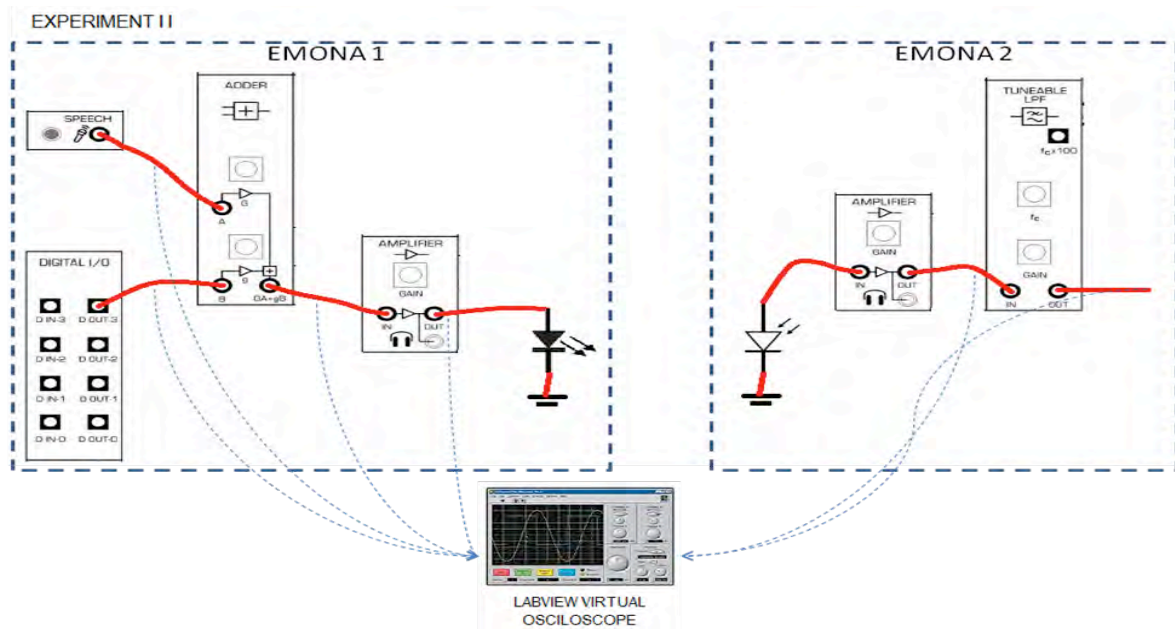 EXPERIMENT II
EMONA 1
ADDER
SPEECH
G
A
DIGITAL I/O
g
B
GA+gB
D IN-3
D OUT-3
D IN-2
D OUT-2
D IN-1
D OUT-1
D IN-0
D OUT-0
AMPLIFIER
GAIN
IN
OUT
EMONA 2
TUNEABLE
LPF
fc x100
fc
GAIN
IN
OUT
AMPLIFIER
GAIN
IN
OUT
LABVIEW VIRTUAL
OSCILOSCOPE